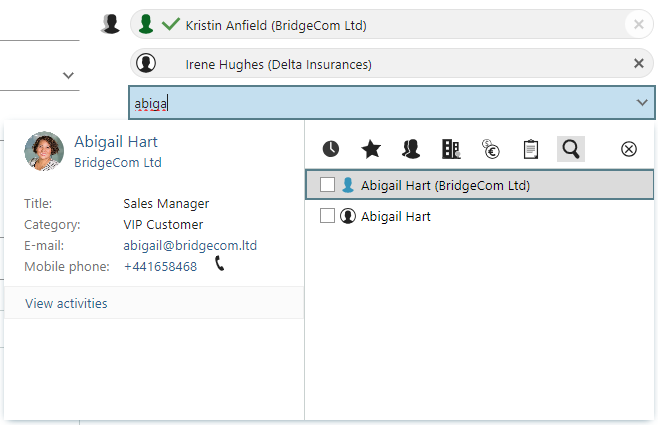 Kristin Anfield (BridgeCom Ltd)
Irene Hughes (Delta Insurances)
abiga
Abigail Hart
BridgeCom Ltd
Title: Sales Manager
Category: VIP Customer
E-mail: abigail@bridgecom.ltd
Mobile phone: +441658468
View activities
Abigail Hart (BridgeCom Ltd)
Abigail Hart